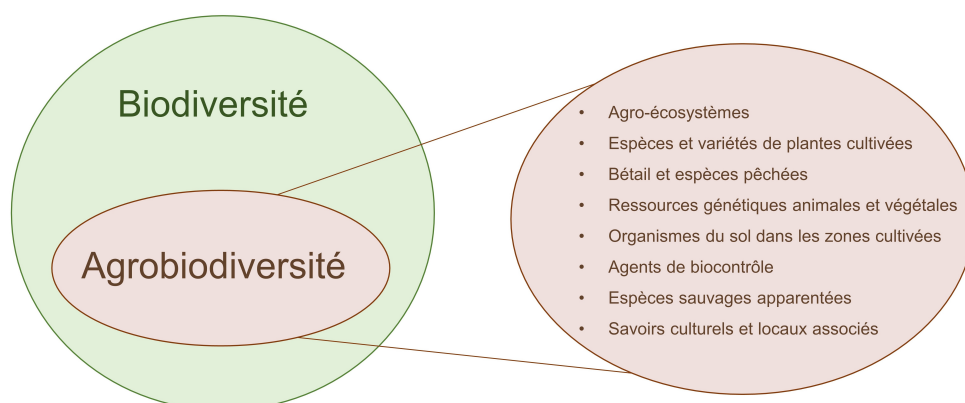 Biodiversité
Agrobiodiversité
• Agro-écosystèmes
• Espèces et variétés de plantes cultivées
• Bétail et espèces pêchées
• Ressources génétiques animales et végétales
• Organismes du sol dans les zones cultivées
• Agents de biocontrôle
• Espèces sauvages apparentées
• Savoirs culturels et locaux associés